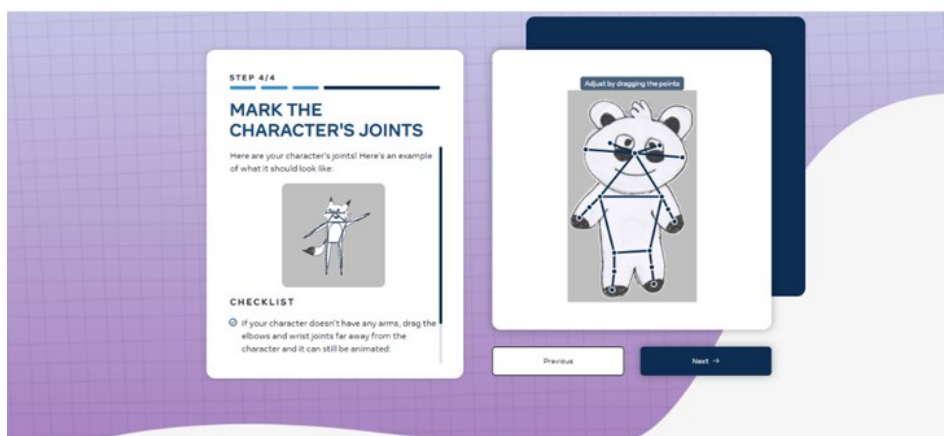 STEP 4/4
MARK THE
CHARACTER'S JOINTS
Here are your character's joints! Here's an example
of what it should look like:
CHECKLIST
If your character doesn't have any arms, drag the
elbows and wrist joints far away from the
character and it can still be animated.
Adjust by dragging the points
Previous
Next →